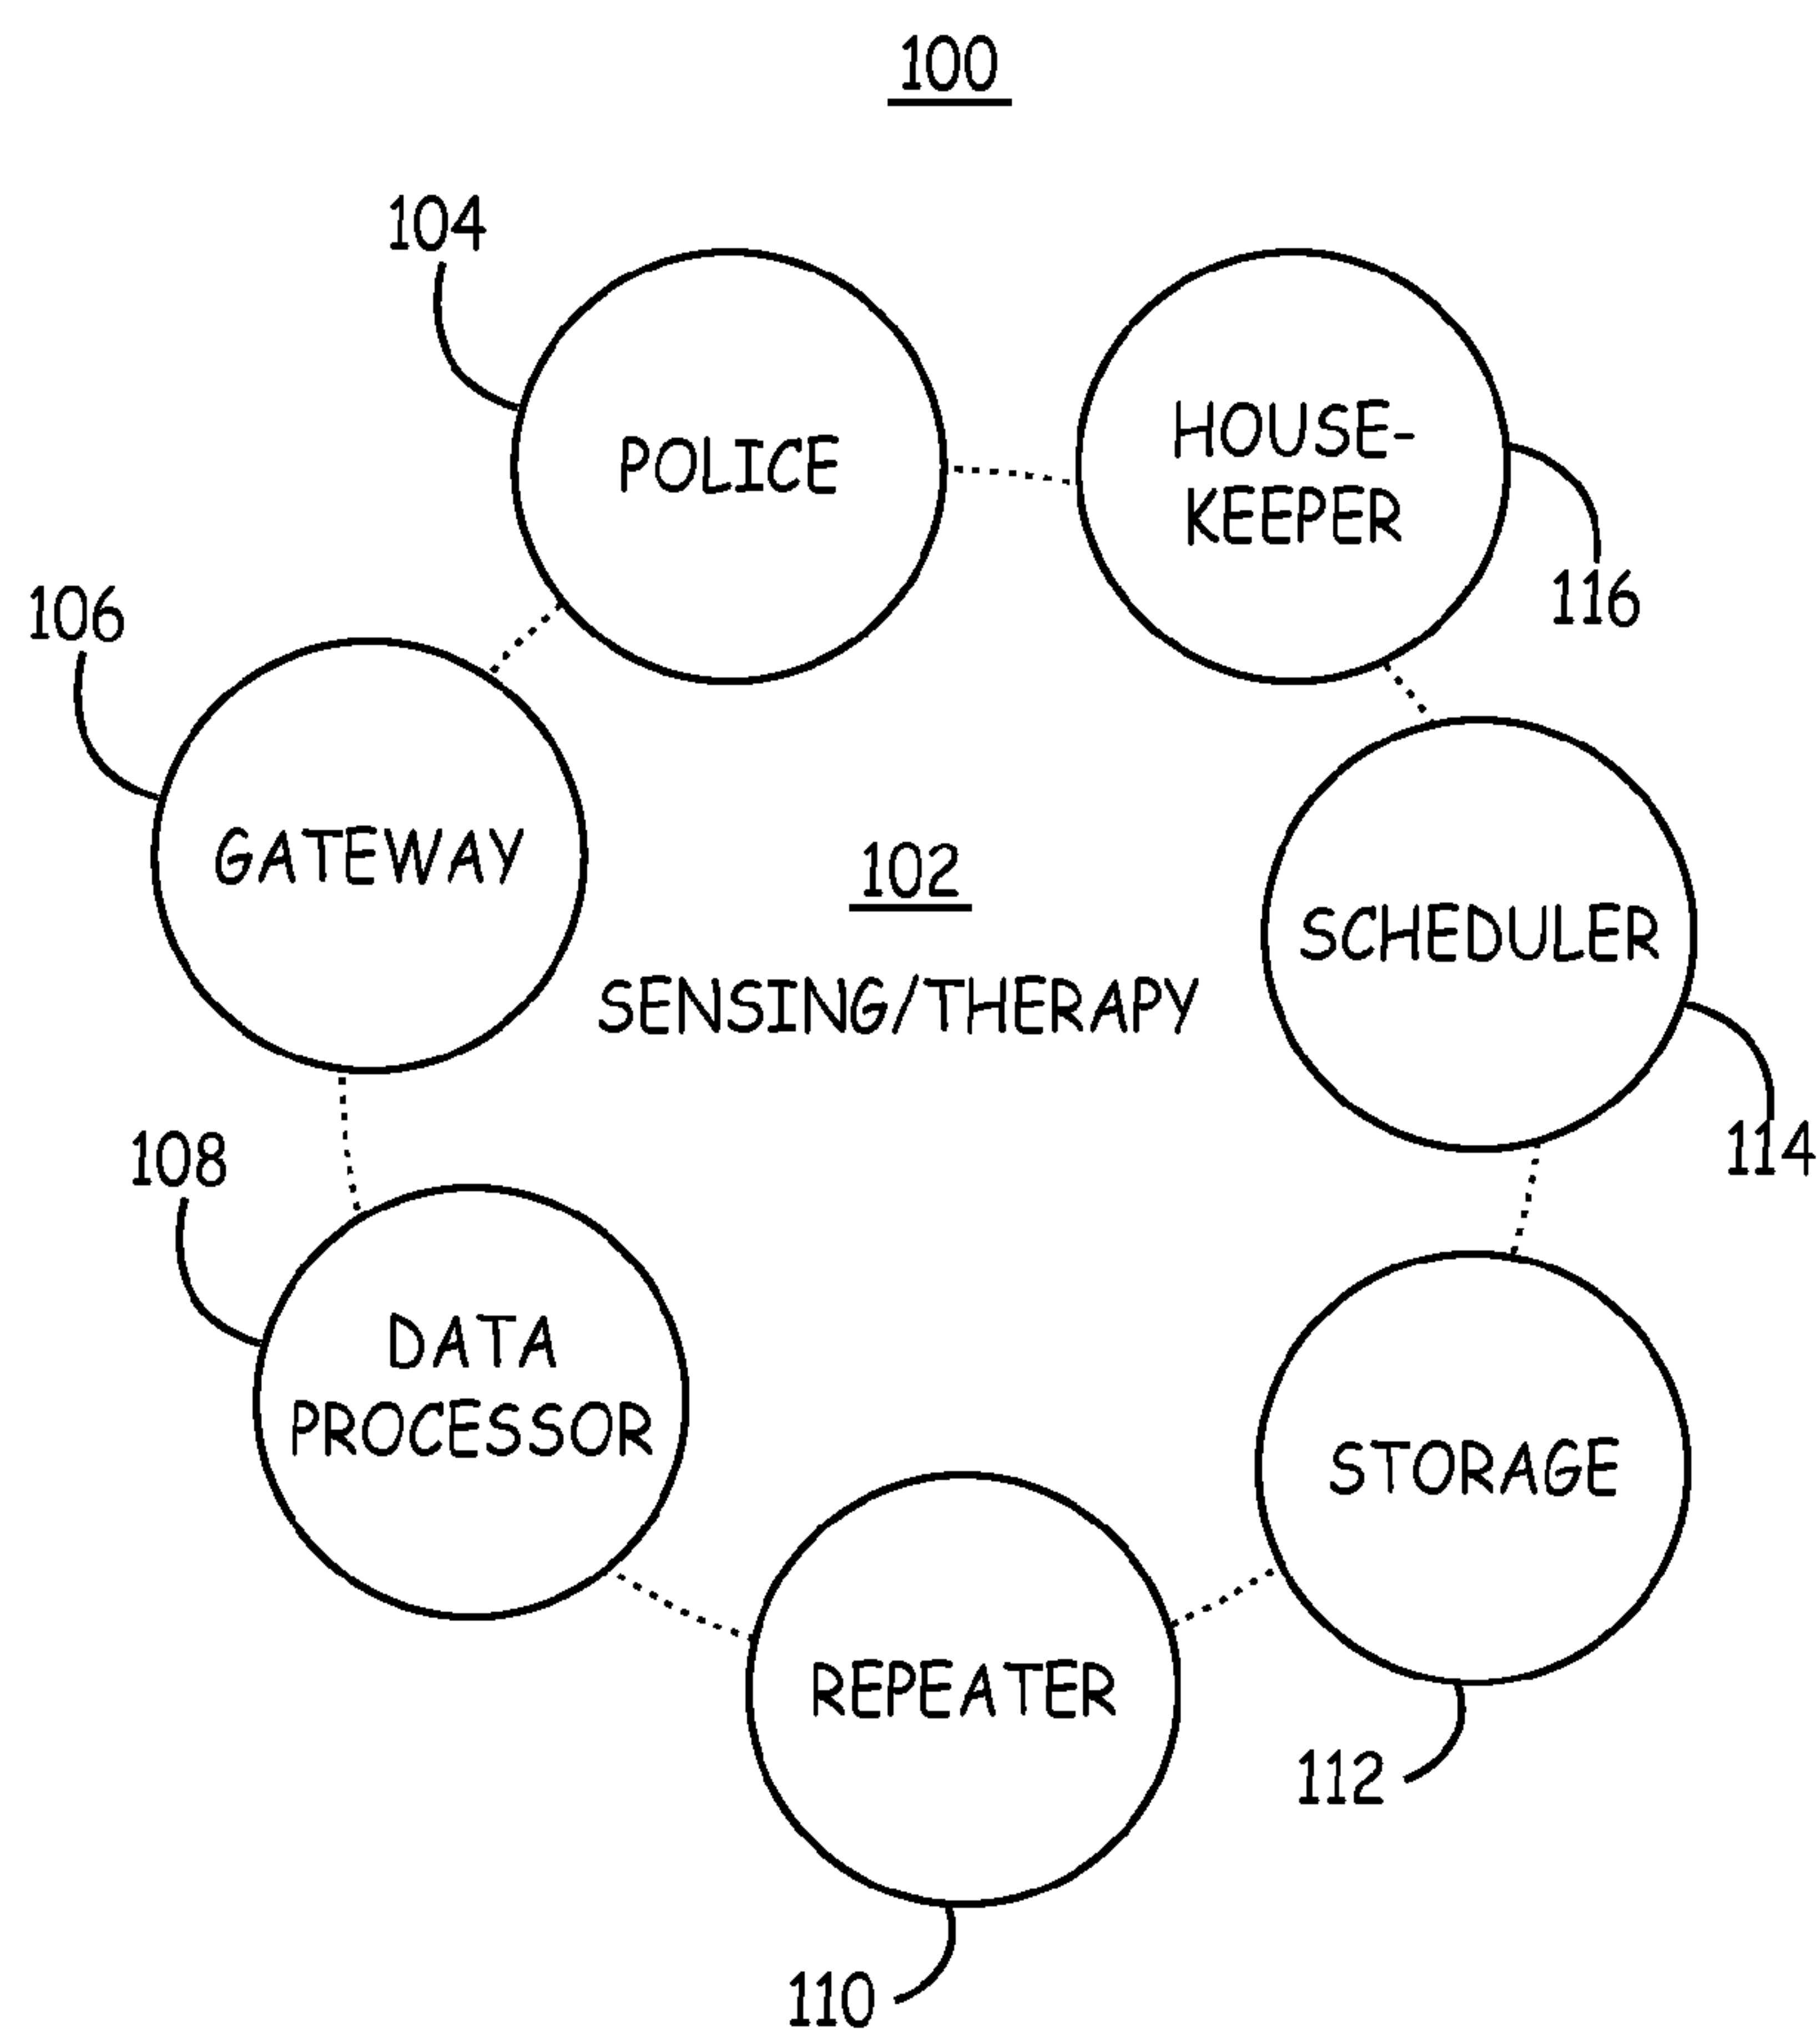 100
104
POLICE
HOUSE-
KEEPER
116
106
GATEWAY
102
SENSING/THERAPY
SCHEDULER
114
108
DATA
PROCESSOR
STORAGE
REPEATER
112
110